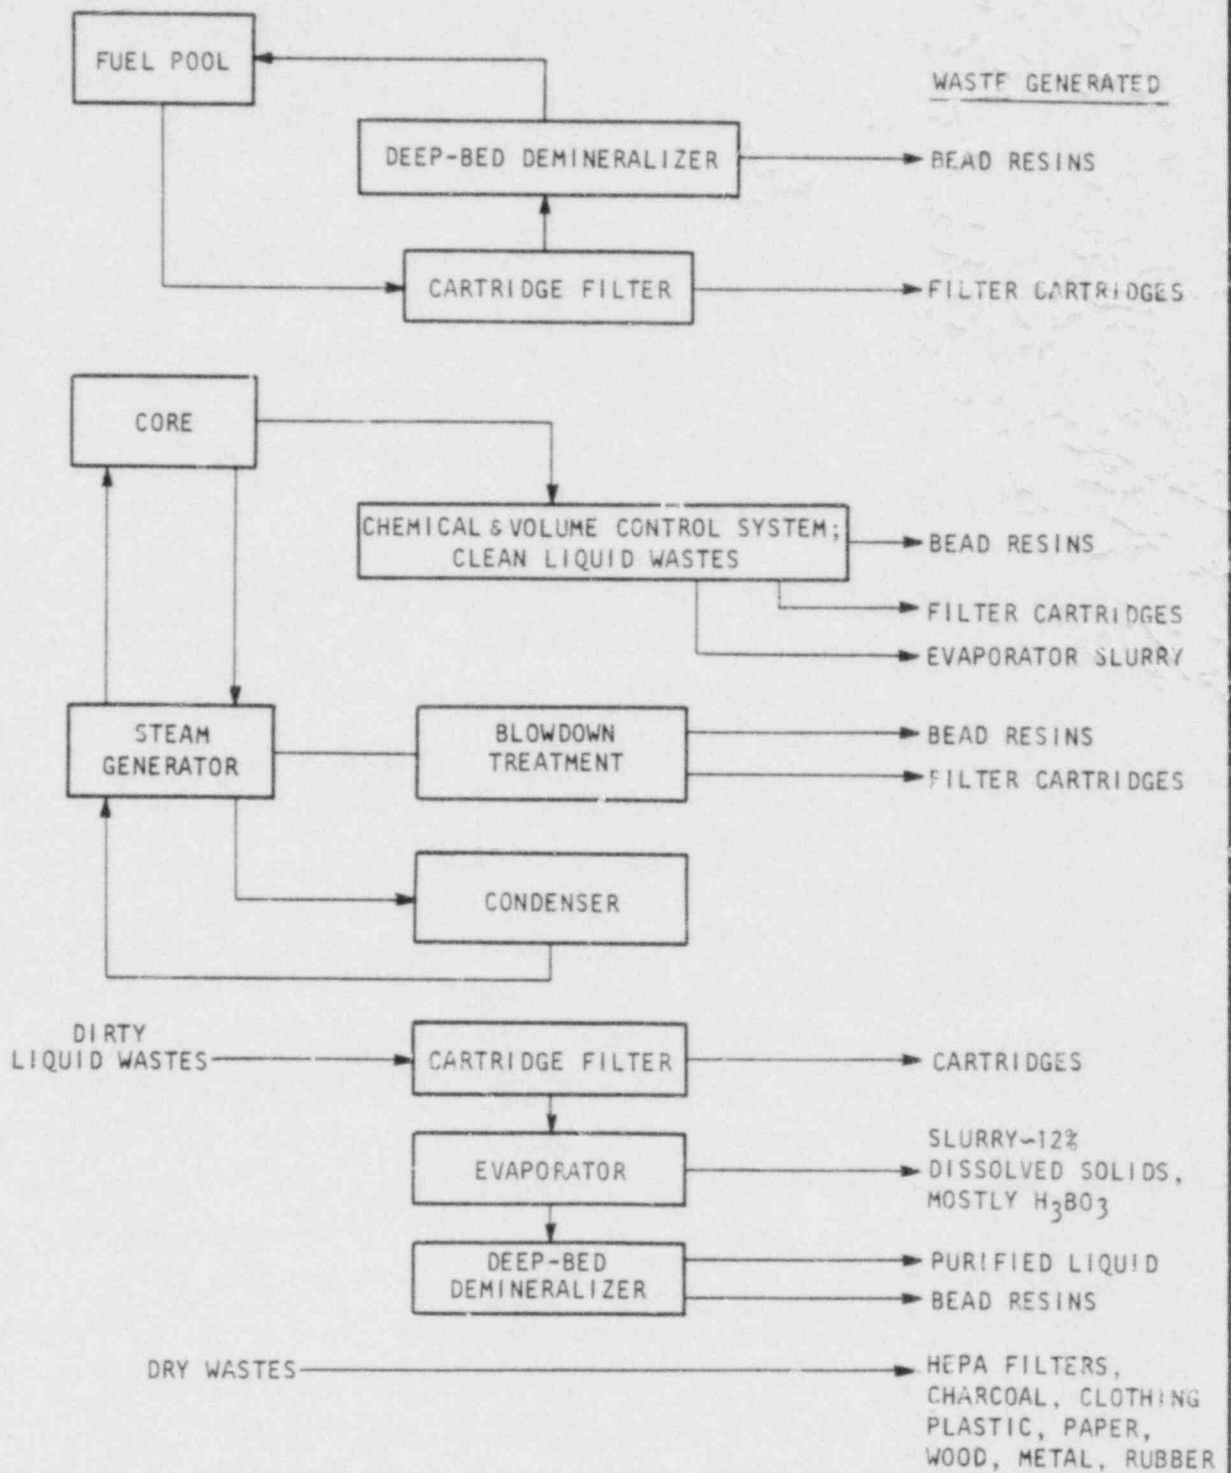 FUEL POOL
WASTE GENERATED
DEEP-BED DEMINERALIZER
BEAD RESINS
CARTRIDGE FILTER
FILTER CARTRIDGES
CORE
CHEMICAL & VOLUME CONTROL SYSTEM;
CLEAN LIQUID WASTES
BEAD RESINS
FILTER CARTRIDGES
EVAPORATOR SLURRY
STEAM
GENERATOR
BLOWDOWN
TREATMENT
BEAD RESINS
FILTER CARTRIDGES
CONDENSER
DIRTY
LIQUID WASTES
CARTRIDGE FILTER
CARTRIDGES
EVAPORATOR
SLURRY~12%
DISSOLVED SOLIDS,
MOSTLY H₃BO₃
DEEP-BED
DEMINERALIZER
PURIFIED LIQUID
BEAD RESINS
DRY WASTES
HEPA FILTERS,
CHARCOAL, CLOTHING
PLASTIC, PAPER,
WOOD, METAL, RUBBER